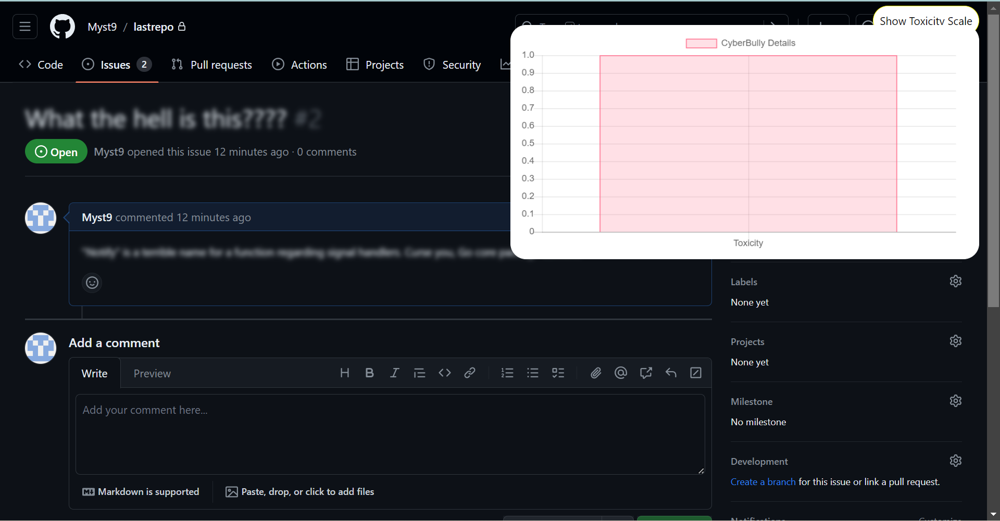 Myst9 / lastrepo
Show Toxicity Scale
Code
Issues 2
Pull requests
Actions
Projects
Security
CyberBully Details
1.0
0.9
0.8
0.7
0.6
0.5
0.4
0.3
0.2
0.1
0
Toxicity
What the hell is this???? #2
Open
Myst9 opened this issue 12 minutes ago · 0 comments
Myst9 commented 12 minutes ago
"Notify" is a terrible name for a function regarding signal handlers. Curse you, Go core
Labels
None yet
Projects
None yet
Milestone
No milestone
Development
Create a branch for this issue or link a pull request.
Add a comment
Write
Preview
H B I
Add your comment here...
Markdown is supported
Paste, drop, or click to add files